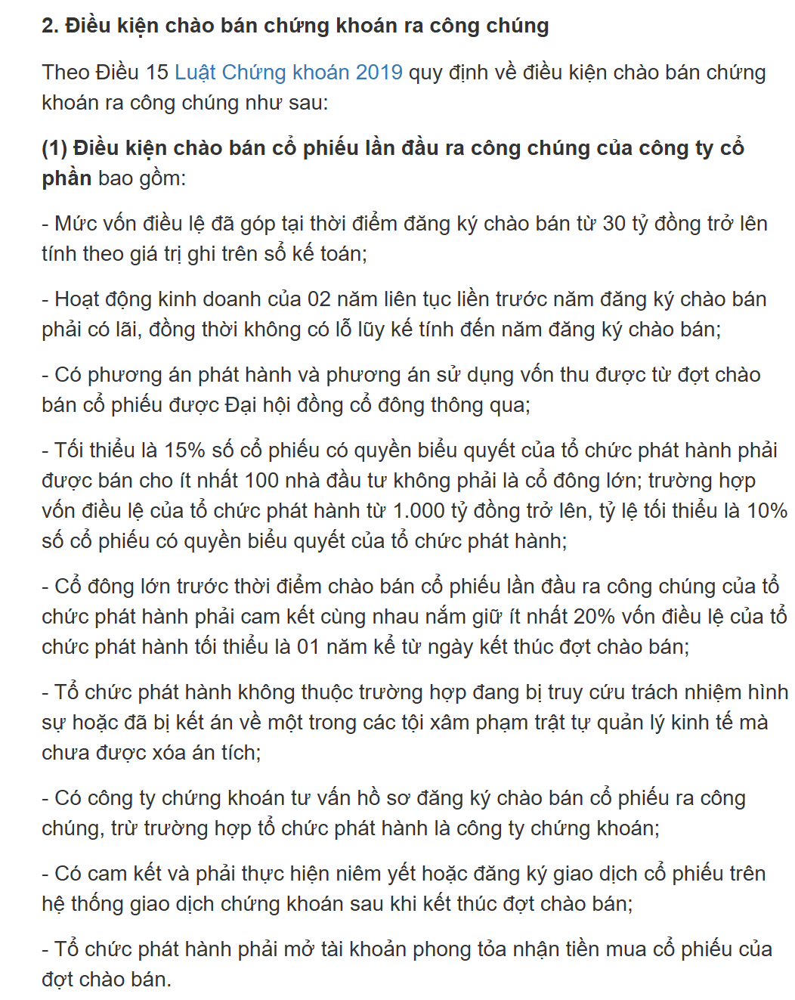 2. Điều kiện chào bán chứng khoán ra công chúng
Theo Điều 15 Luật Chứng khoán 2019 quy định về điều kiện chào bán chứng
khoán ra công chúng như sau:
(1) Điều kiện chào bán cổ phiếu lần đầu ra công chúng của công ty cổ
phần bao gồm:
- Mức vốn điều lệ đã góp tại thời điểm đăng ký chào bán từ 30 tỷ đồng trở lên
tính theo giá trị ghi trên sổ kế toán;
- Hoạt động kinh doanh của 02 năm liên tục liền trước năm đăng ký chào bán
phải có lãi, đồng thời không có lỗ lũy kế tính đến năm đăng ký chào bán;
- Có phương án phát hành và phương án sử dụng vốn thu được từ đợt chào
bán cổ phiếu được Đại hội đồng cổ đông thông qua;
- Tối thiểu là 15% số cổ phiếu có quyền biểu quyết của tổ chức phát hành phải
được bán cho ít nhất 100 nhà đầu tư không phải là cổ đông lớn; trường hợp
vốn điều lệ của tổ chức phát hành từ 1.000 tỷ đồng trở lên, tỷ lệ tối thiểu là 10%
số cổ phiếu có quyền biểu quyết của tổ chức phát hành;
- Cổ đông lớn trước thời điểm chào bán cổ phiếu lần đầu ra công chúng của tổ
chức phát hành phải cam kết cùng nhau nắm giữ ít nhất 20% vốn điều lệ của tổ
chức phát hành tối thiểu là 01 năm kể từ ngày kết thúc đợt chào bán;
- Tổ chức phát hành không thuộc trường hợp đang bị truy cứu trách nhiệm hình
sự hoặc đã bị kết án về một trong các tội xâm phạm trật tự quản lý kinh tế mà
chưa được xóa án tích;
- Có công ty chứng khoán tư vấn hồ sơ đăng ký chào bán cổ phiếu ra công
chúng, trừ trường hợp tổ chức phát hành là công ty chứng khoán;
- Có cam kết và phải thực hiện niêm yết hoặc đăng ký giao dịch cổ phiếu trên
hệ thống giao dịch chứng khoán sau khi kết thúc đợt chào bán;
- Tổ chức phát hành phải mở tài khoản phong tỏa nhận tiền mua cổ phiếu của
đợt chào bán.